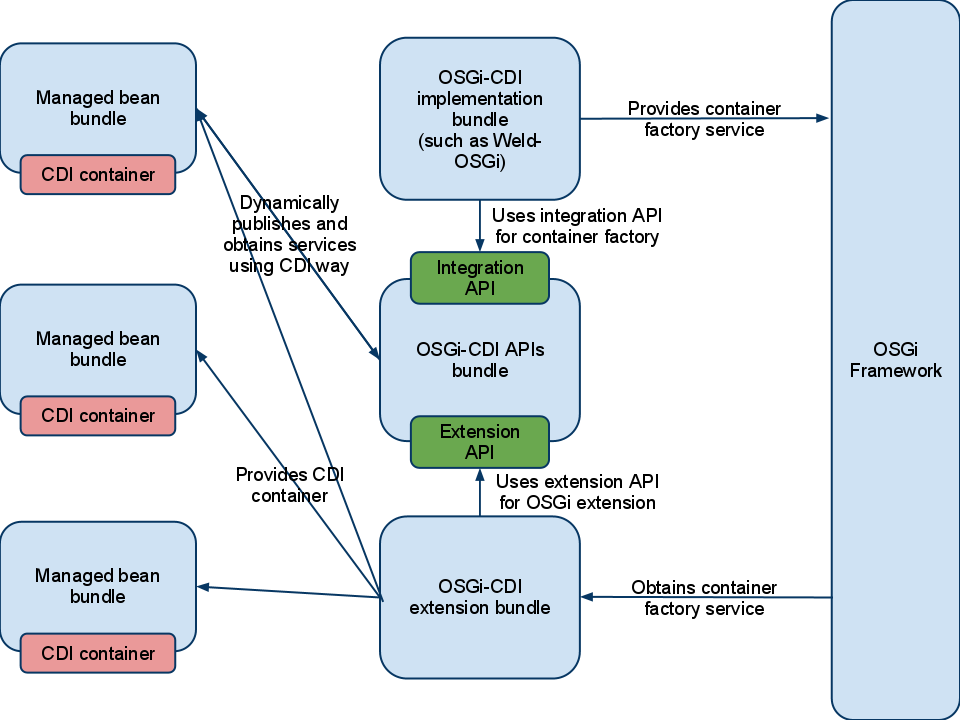 Managed bean
bundle
CDI container
OSGi-CDI
implementation
bundle
(such as Weld-
OSGi)
Provides container
factory service
Dynamically
publishes and
obtains services
using CDI way
Uses integration API
for container factory
Integration
API
Managed bean
bundle
CDI container
OSGi-CDI APIs
bundle
OSGi
Framework
Extension
API
Provides CDI
container
Uses extension API
for OSGi extension
Managed bean
bundle
CDI container
OSGi-CDI
extension bundle
Obtains container
factory service